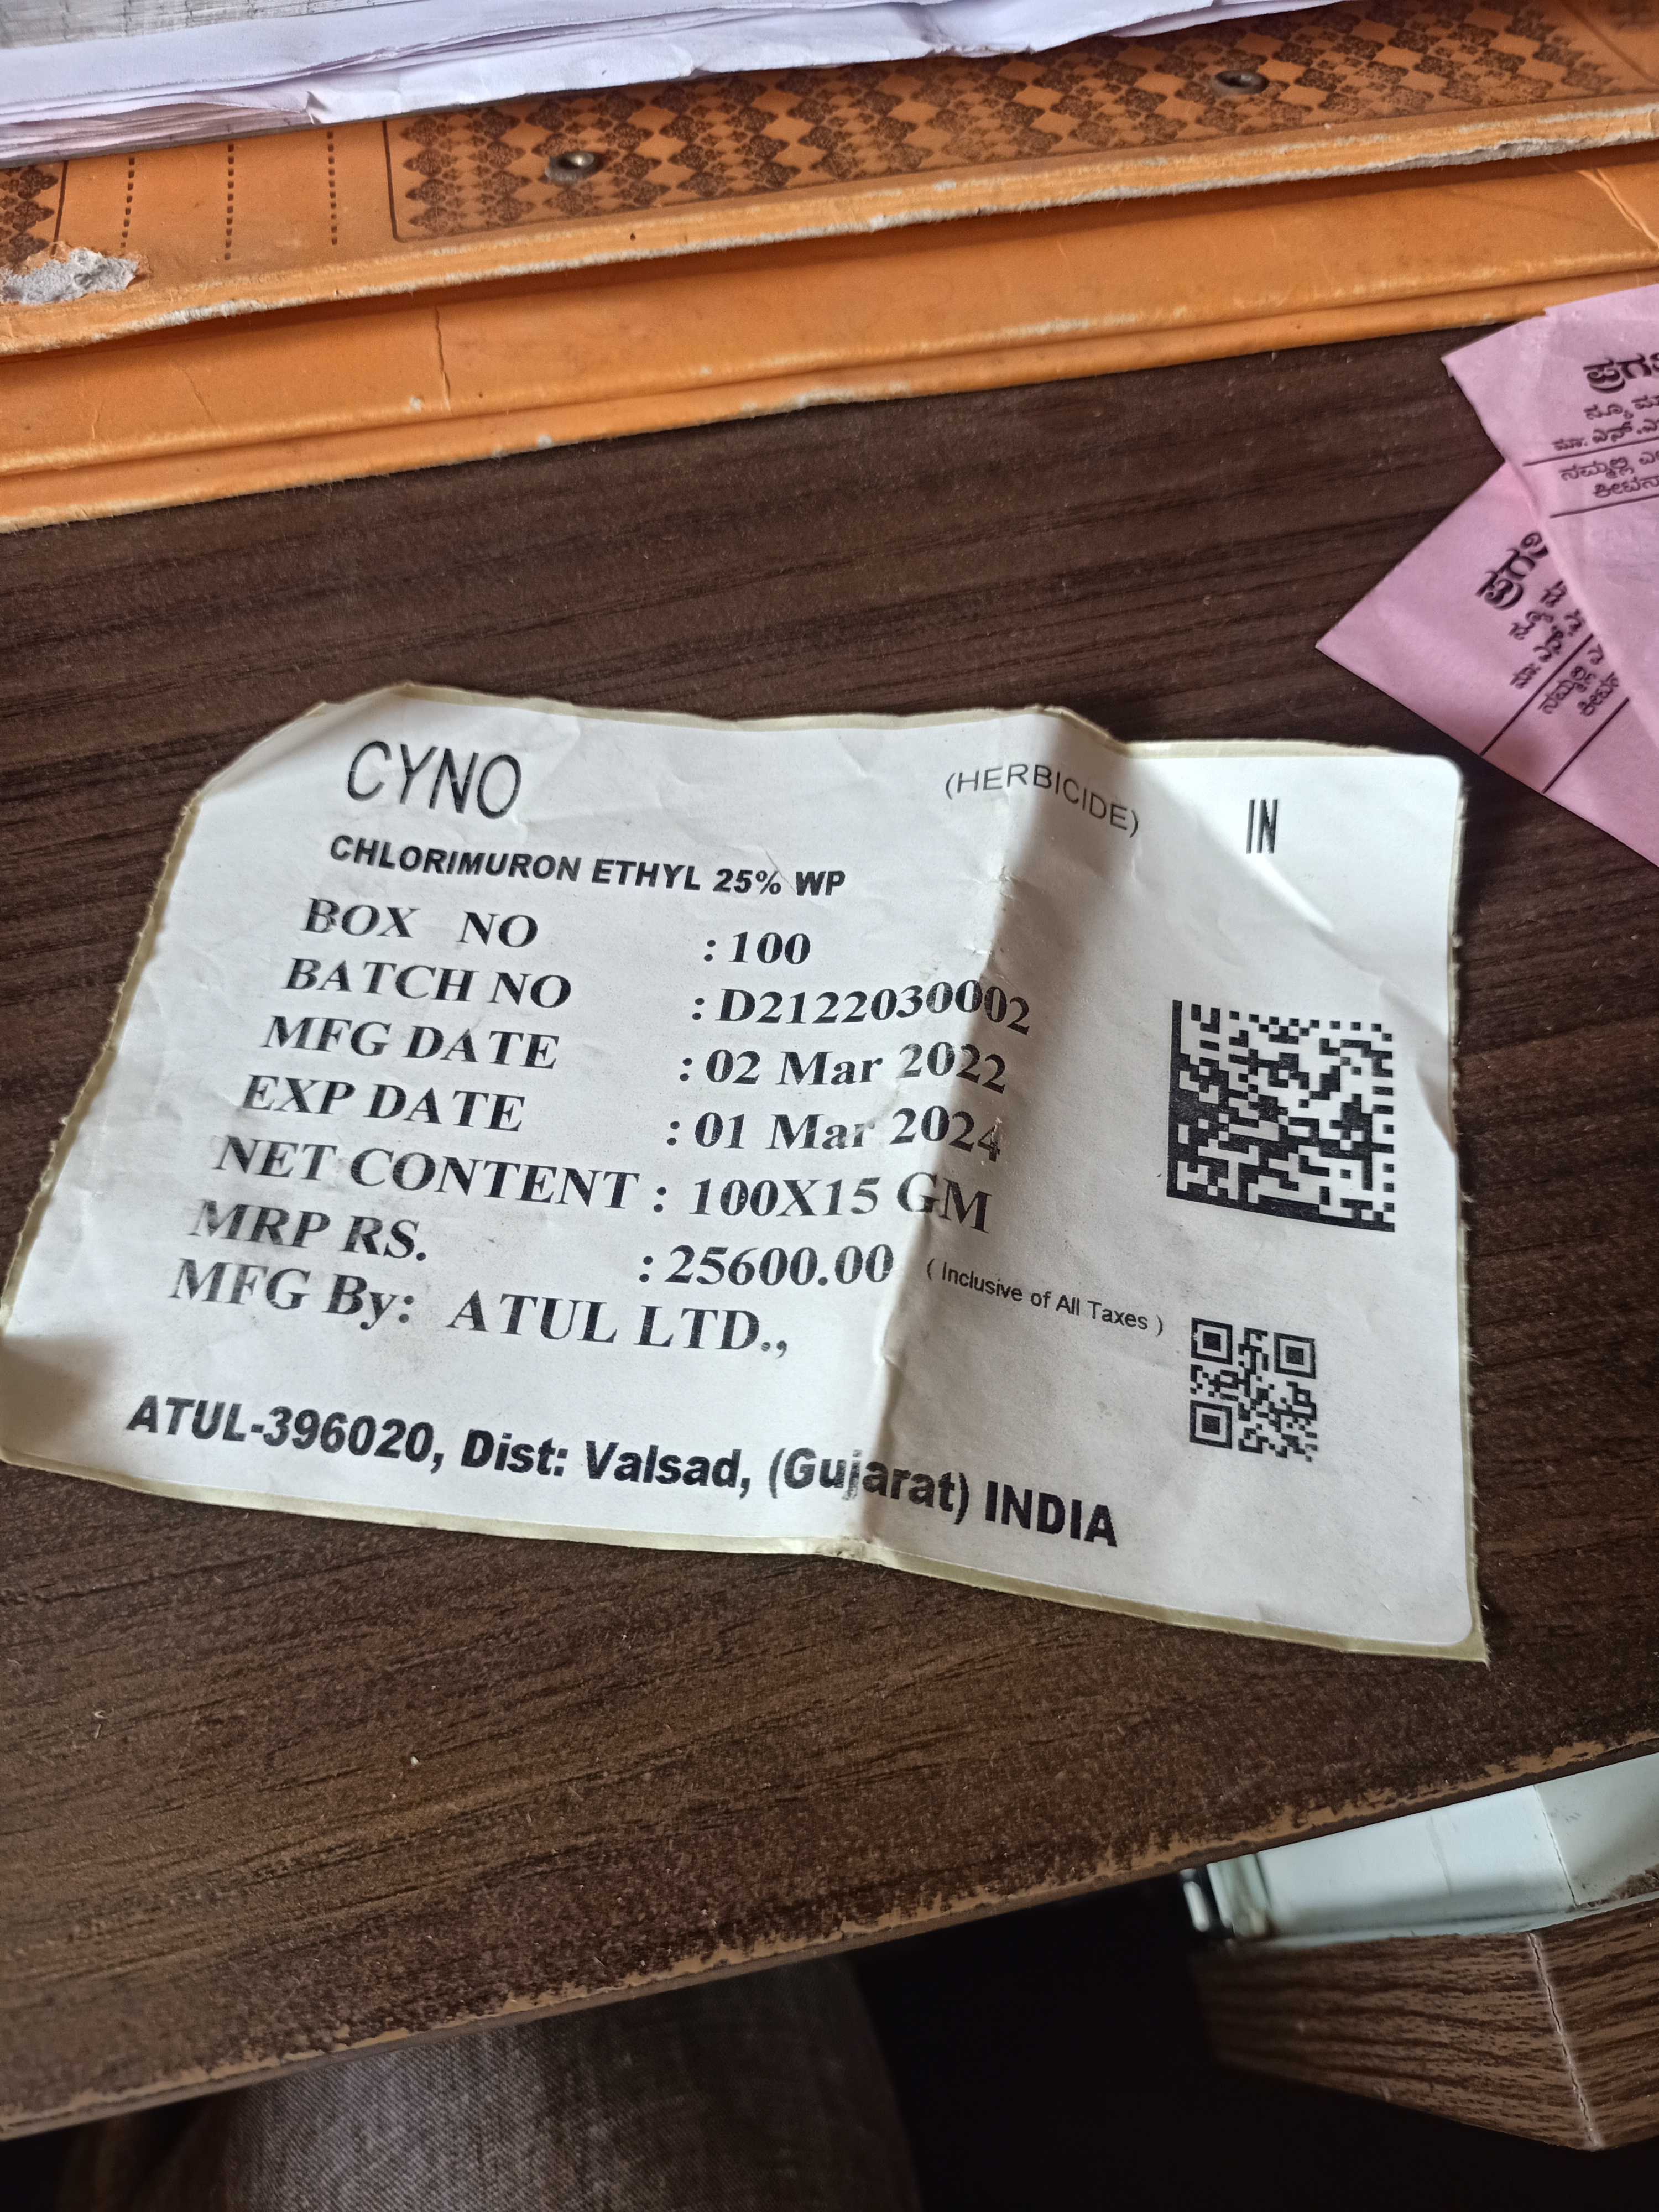 CYNO (HERBICIDE) IN
CHLORIMURON ETHYL 25% WP
BOX NO : 100
BATCH NO : D2122030002
MFG DATE : 02 Mar 2022
EXP DATE : 01 Mar 2024
NET CONTENT : 100X15 GM
MRP RS. : 25600.00 ( Inclusive of All Taxes )
MFG By: ATUL LTD.,
ATUL-396020, Dist: Valsad, (Gujarat) INDIA
ನಮ್ಮಲ್ಲಿ